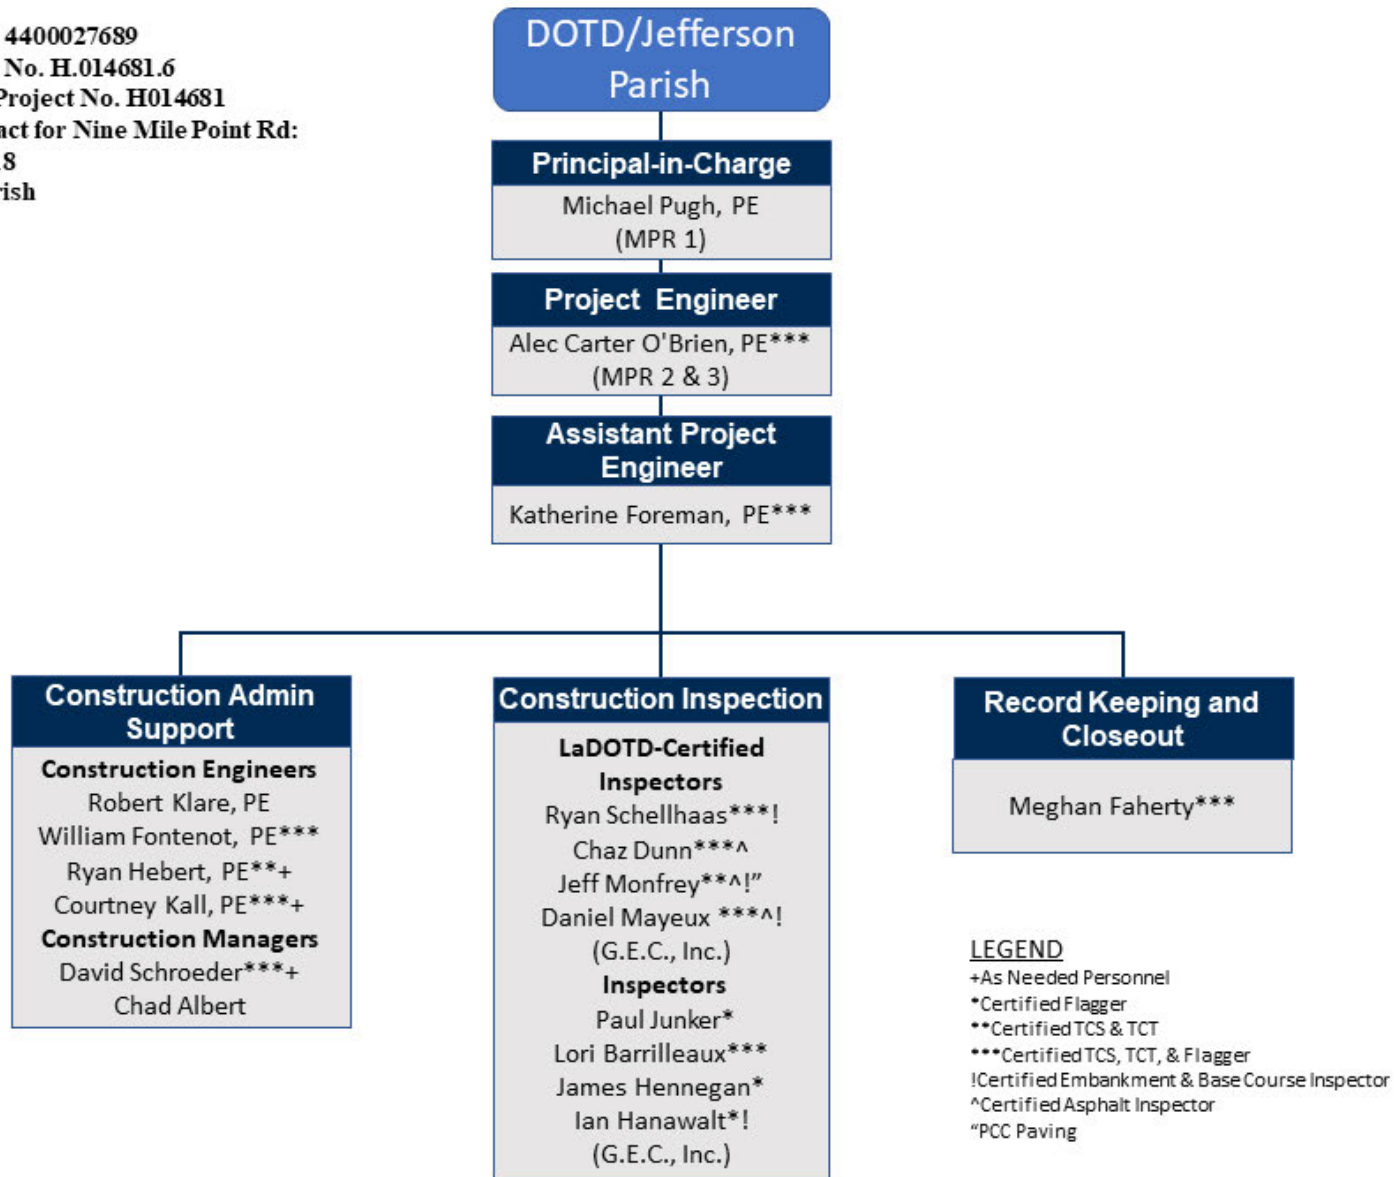 4400027689
No. H.014681.6
Project No. H014681
act for Nine Mile Point Rd:
18
rish
DOTD/Jefferson
Parish
Principal-in-Charge
Michael Pugh, PE
(MPR 1)
Project Engineer
Alec Carter O'Brien, PE***
(MPR 2 & 3)
Assistant Project
Engineer
Katherine Foreman, PE***
Construction Admin
Support
Construction Engineers
Robert Klare, PE
William Fontenot, PE***
Ryan Hebert, PE**+
Courtney Kall, PE***+
Construction Managers
David Schroeder***+
Chad Albert
Construction Inspection
LaDOTD-Certified
Inspectors
Ryan Schellhaas***!
Chaz Dunn***^
Jeff Monfrey**^!”
Daniel Mayeux ***^!
(G.E.C., Inc.)
Inspectors
Paul Junker*
Lori Barrilleaux***
James Hennegan*
Ian Hanawalt*!
(G.E.C., Inc.)
Record Keeping and
Closeout
Meghan Faherty***
LEGEND
+As Needed Personnel
*Certified Flagger
**Certified TCS & TCT
***Certified TCS, TCT, & Flagger
!Certified Embankment & Base Course Inspector
^Certified Asphalt Inspector
“PCC Paving